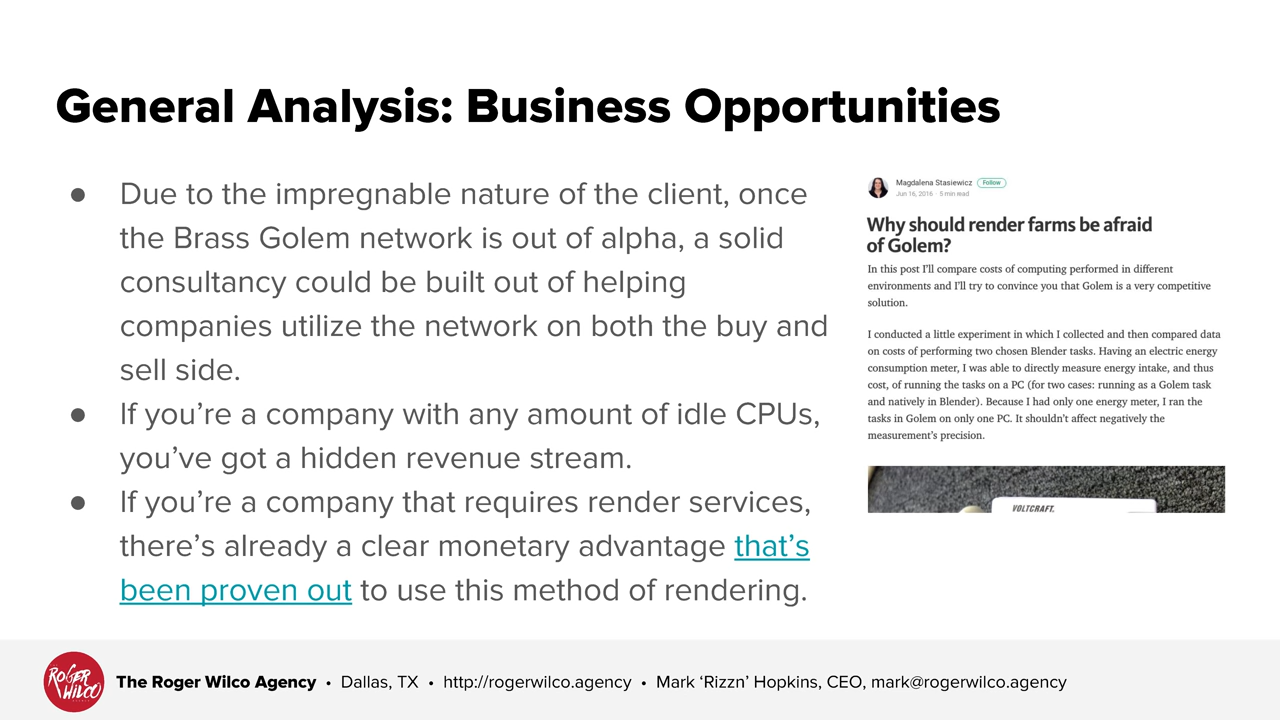 General Analysis: Business Opportunities
● Due to the impregnable nature of the client, once
the Brass Golem network is out of alpha, a solid
consultancy could be built out of helping
companies utilize the network on both the buy and
sell side.
● If you’re a company with any amount of idle CPUs,
you’ve got a hidden revenue stream.
● If you’re a company that requires render services,
there’s already a clear monetary advantage that’s
been proven out to use this method of rendering.
Magdalena Stasiewicz Follow
Jun 16, 2016 · 5 min read
Why should render farms be afraid
of Golem?
In this post I’ll compare costs of computing performed in different
environments and I’ll try to convince you that Golem is a very competitive
solution.
I conducted a little experiment in which I collected and then compared data
on costs of performing two chosen Blender tasks. Having an electric energy
consumption meter, I was able to directly measure energy intake, and thus
cost, of running the tasks on a PC (for two cases: running as a Golem task
and natively in Blender). Because I had only one energy meter, I ran the
tasks in Golem on only one PC. It shouldn’t affect negatively the
measurement’s precision.
VOLTCRAFT.
ROGER
WILCO
The Roger Wilco Agency • Dallas, TX • http://rogerwilco.agency • Mark ‘Rizzn’ Hopkins, CEO, mark@rogerwilco.agency